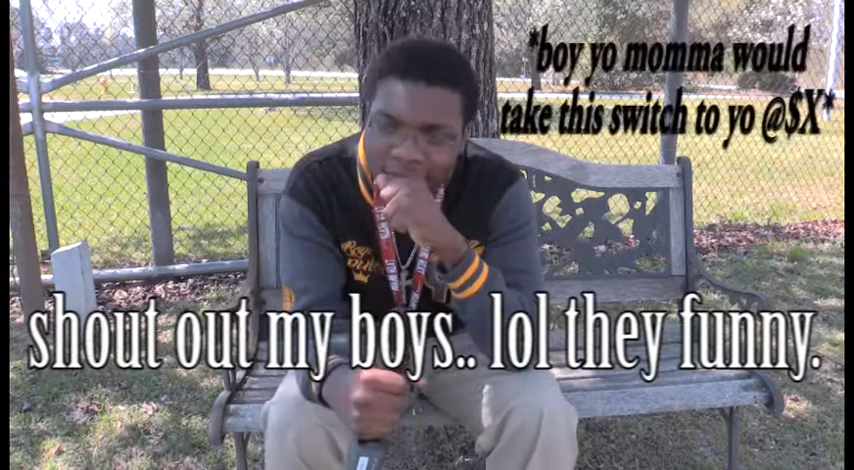 *boy yo momma would
take this switch to yo @$X*
shout out my boys.. lol they funny.